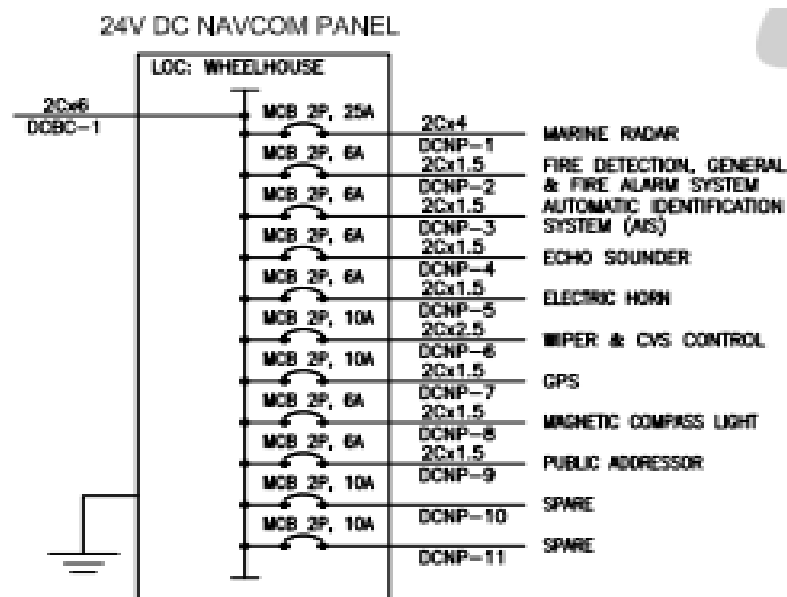 24V DC NAVCOM PANEL
LOC: WHEELHOUSE
2Cx6
DCBC-1
MCB 2P, 25A
2Cx4
DCNP-1
MARINE RADAR
MCB 2P, 6A
2Cx1.5
DCNP-2
FIRE DETECTION, GENERAL
& FIRE ALARM SYSTEM
MCB 2P, 6A
2Cx1.5
DCNP-3
AUTOMATIC IDENTIFICATION
SYSTEM (AIS)
MCB 2P, 6A
2Cx1.5
DCNP-4
ECHO SOUNDER
MCB 2P, 6A
2Cx1.5
DCNP-5
ELECTRIC HORN
MCB 2P, 10A
2Cx2.5
DCNP-6
WIPER & CVS CONTROL
MCB 2P, 10A
2Cx1.5
DCNP-7
GPS
MCB 2P, 6A
2Cx1.5
DCNP-8
MAGNETIC COMPASS LIGHT
MCB 2P, 6A
2Cx1.5
DCNP-9
PUBLIC ADDRESSOR
MCB 2P, 10A
DCNP-10
SPARE
MCB 2P, 10A
DCNP-11
SPARE